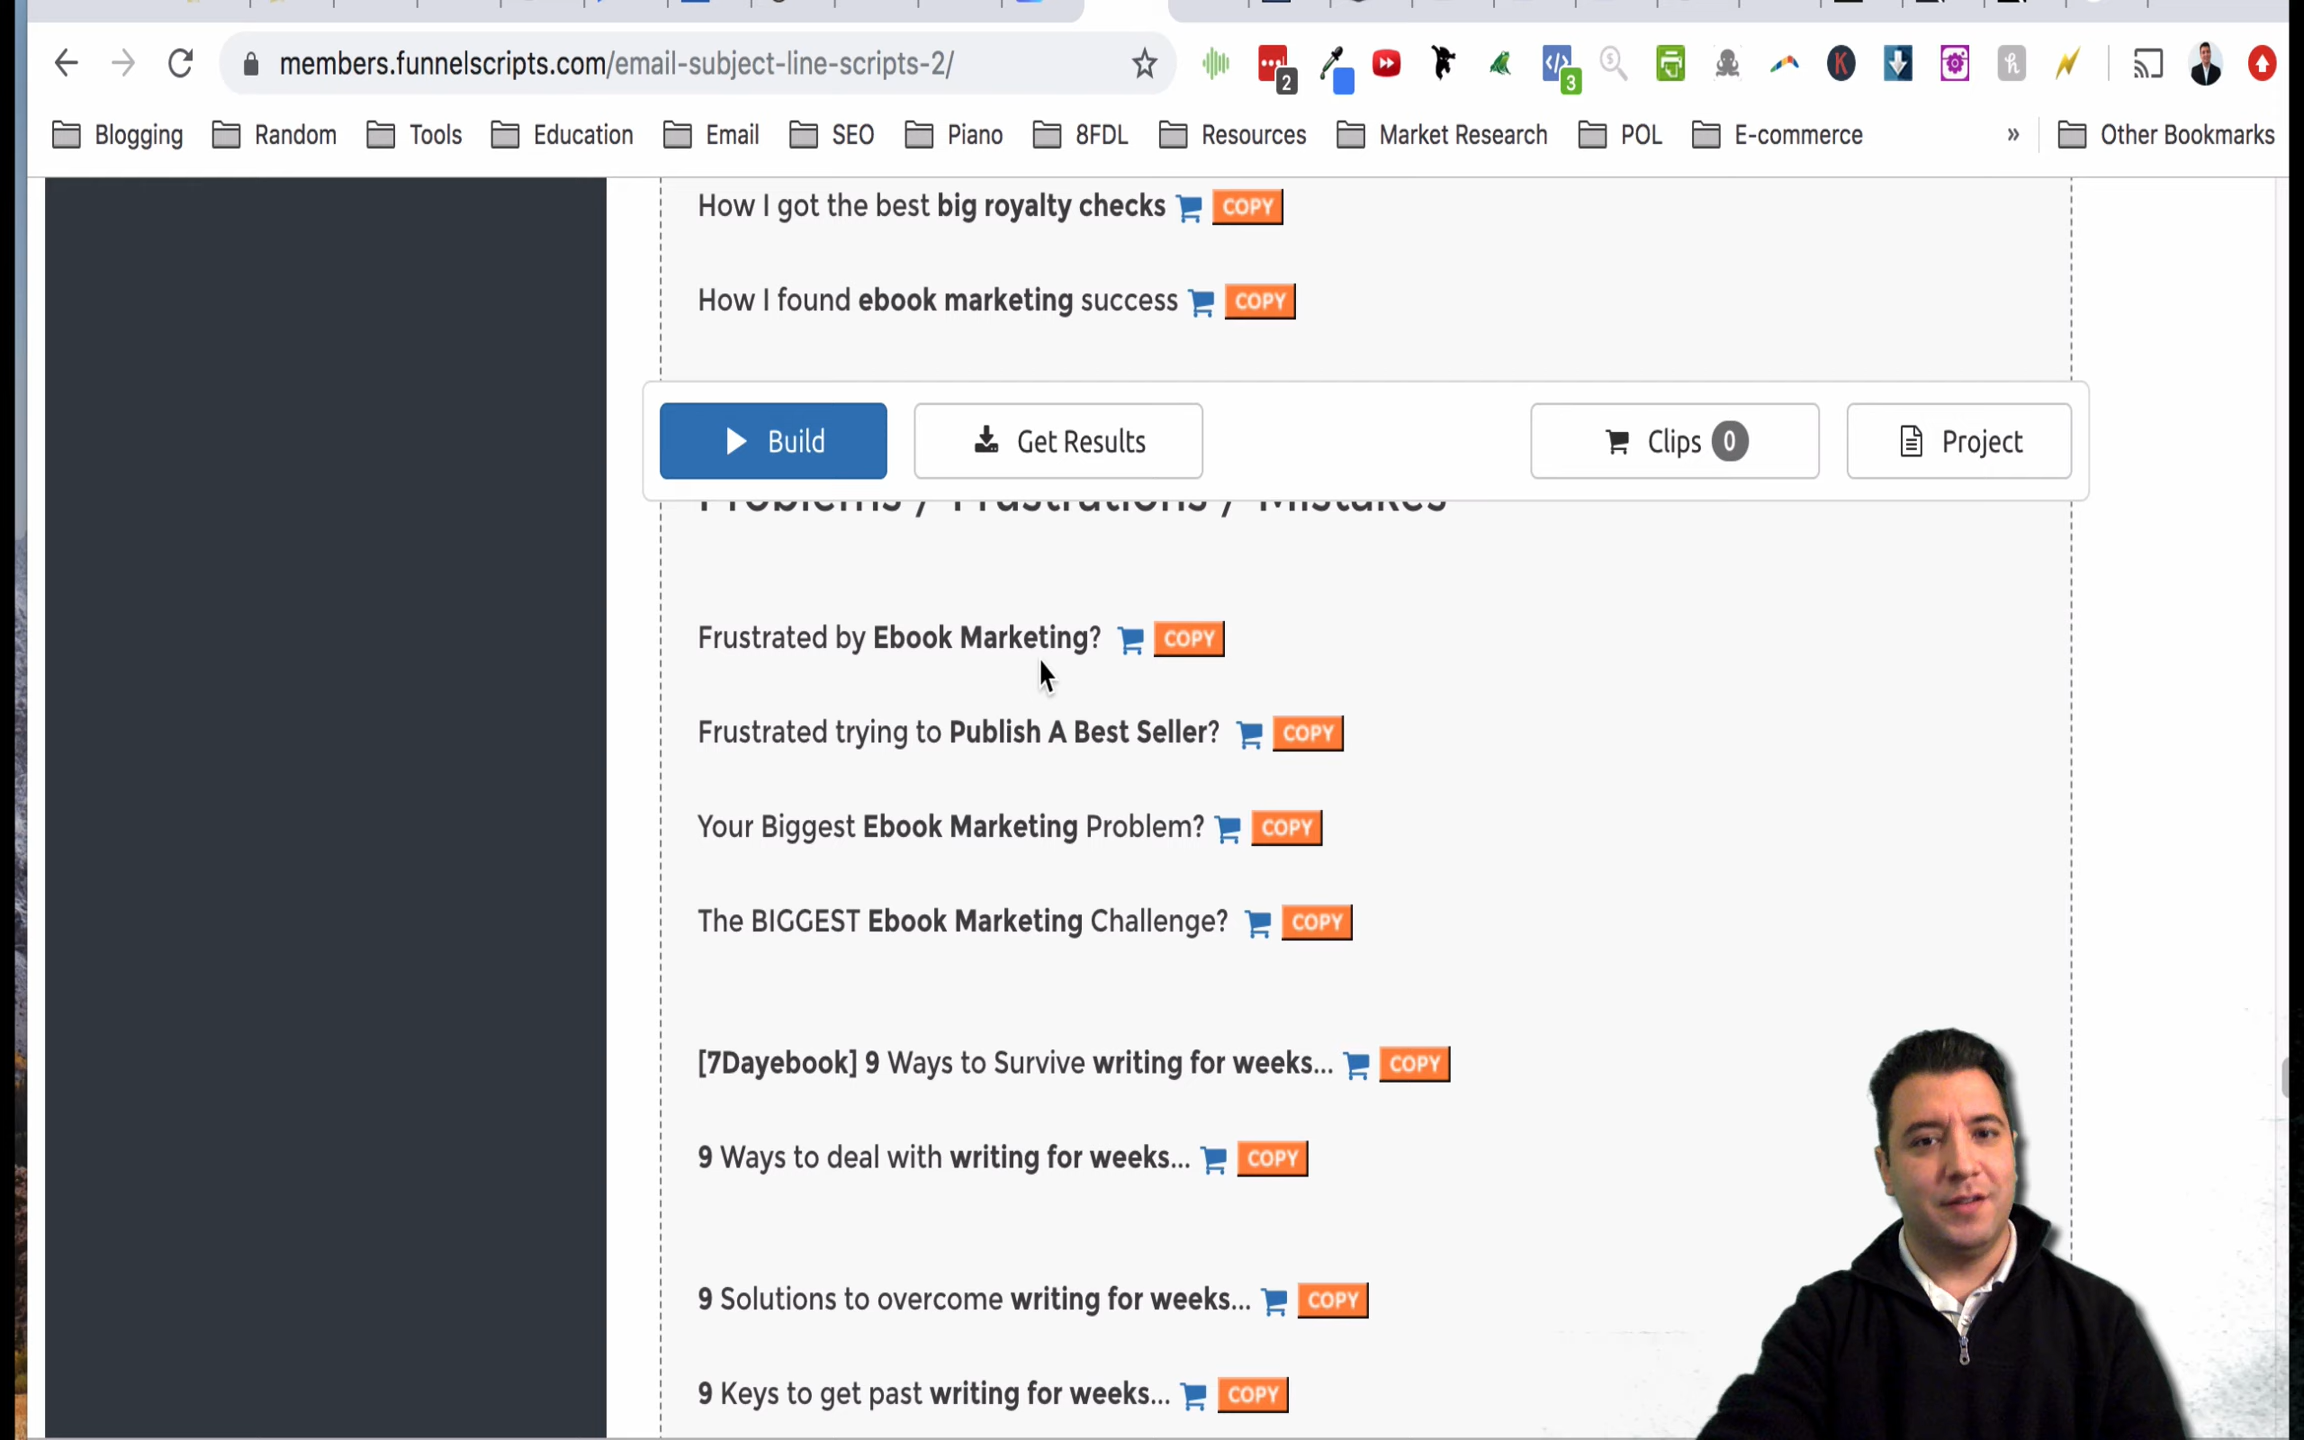 members.funnelscripts.com/email-subject-line-scripts-2/
2
3
Blogging Random Tools Education Email SEO Piano 8FDL Resources Market Research POL E-commerce » Other Bookmarks
How I got the best big royalty checks COPY
How I found ebook marketing success COPY
Build Get Results Clips 0 Project
Problems / Frustrations / Mistakes
Frustrated by Ebook Marketing? COPY
Frustrated trying to Publish A Best Seller? COPY
Your Biggest Ebook Marketing Problem? COPY
The BIGGEST Ebook Marketing Challenge? COPY
[7Dayebook] 9 Ways to Survive writing for weeks... COPY
9 Ways to deal with writing for weeks... COPY
9 Solutions to overcome writing for weeks... COPY
9 Keys to get past writing for weeks... COPY